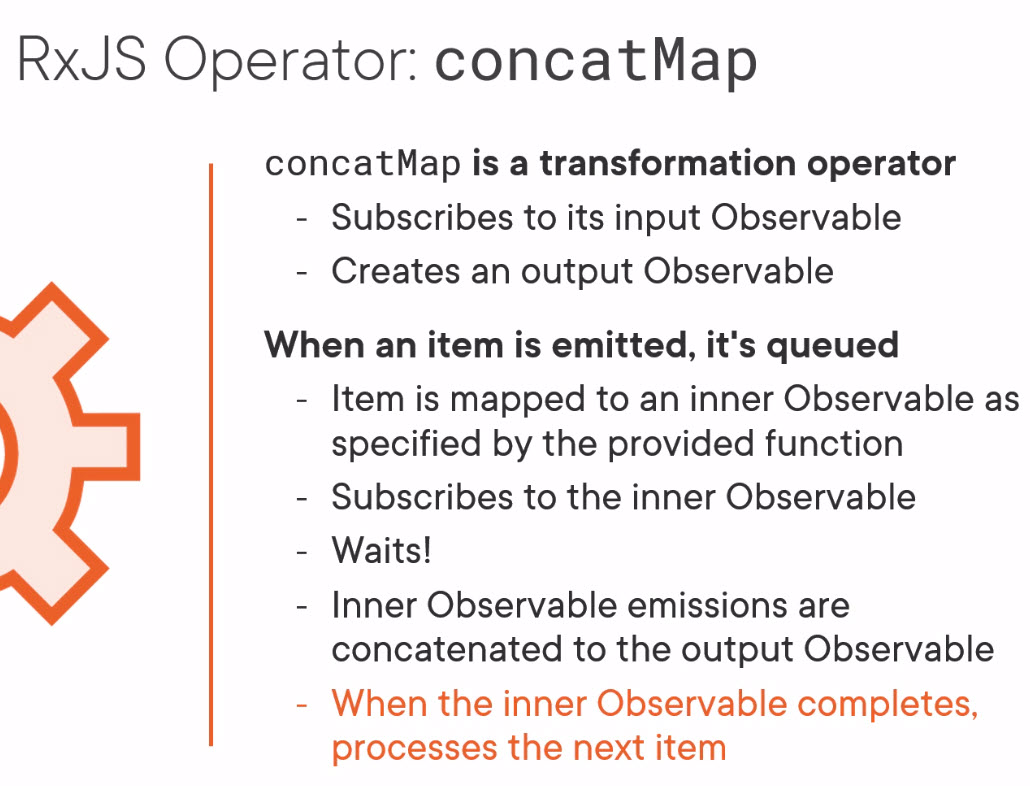 RxJS Operator: concatMap
concatMap is a transformation operator
- Subscribes to its input Observable
- Creates an output Observable
When an item is emitted, it's queued
- Item is mapped to an inner Observable as
specified by the provided function
- Subscribes to the inner Observable
- Waits!
- Inner Observable emissions are
concatenated to the output Observable
- When the inner Observable completes,
processes the next item